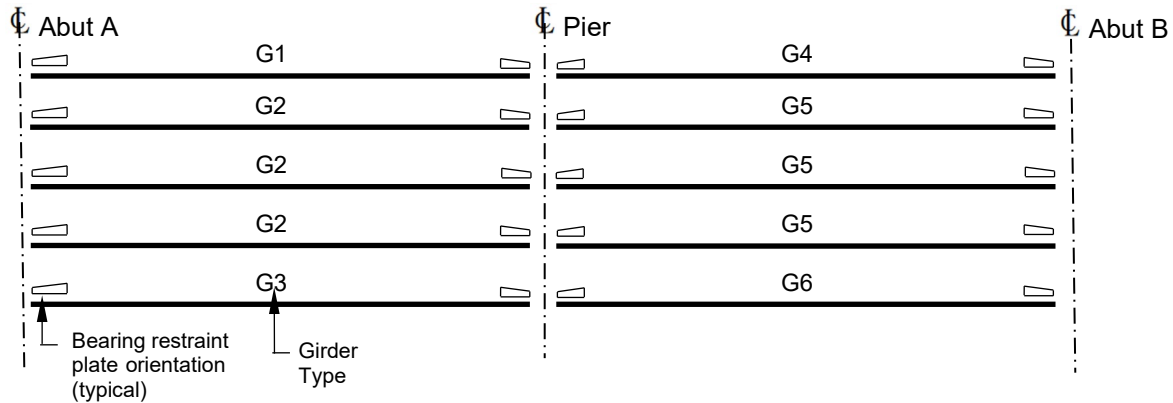 ℄ Abut A
℄ Pier
℄ Abut B
G1
G4
G2
G5
G2
G5
G2
G5
G3
G6
Bearing restraint
plate orientation
(typical)
Girder
Type